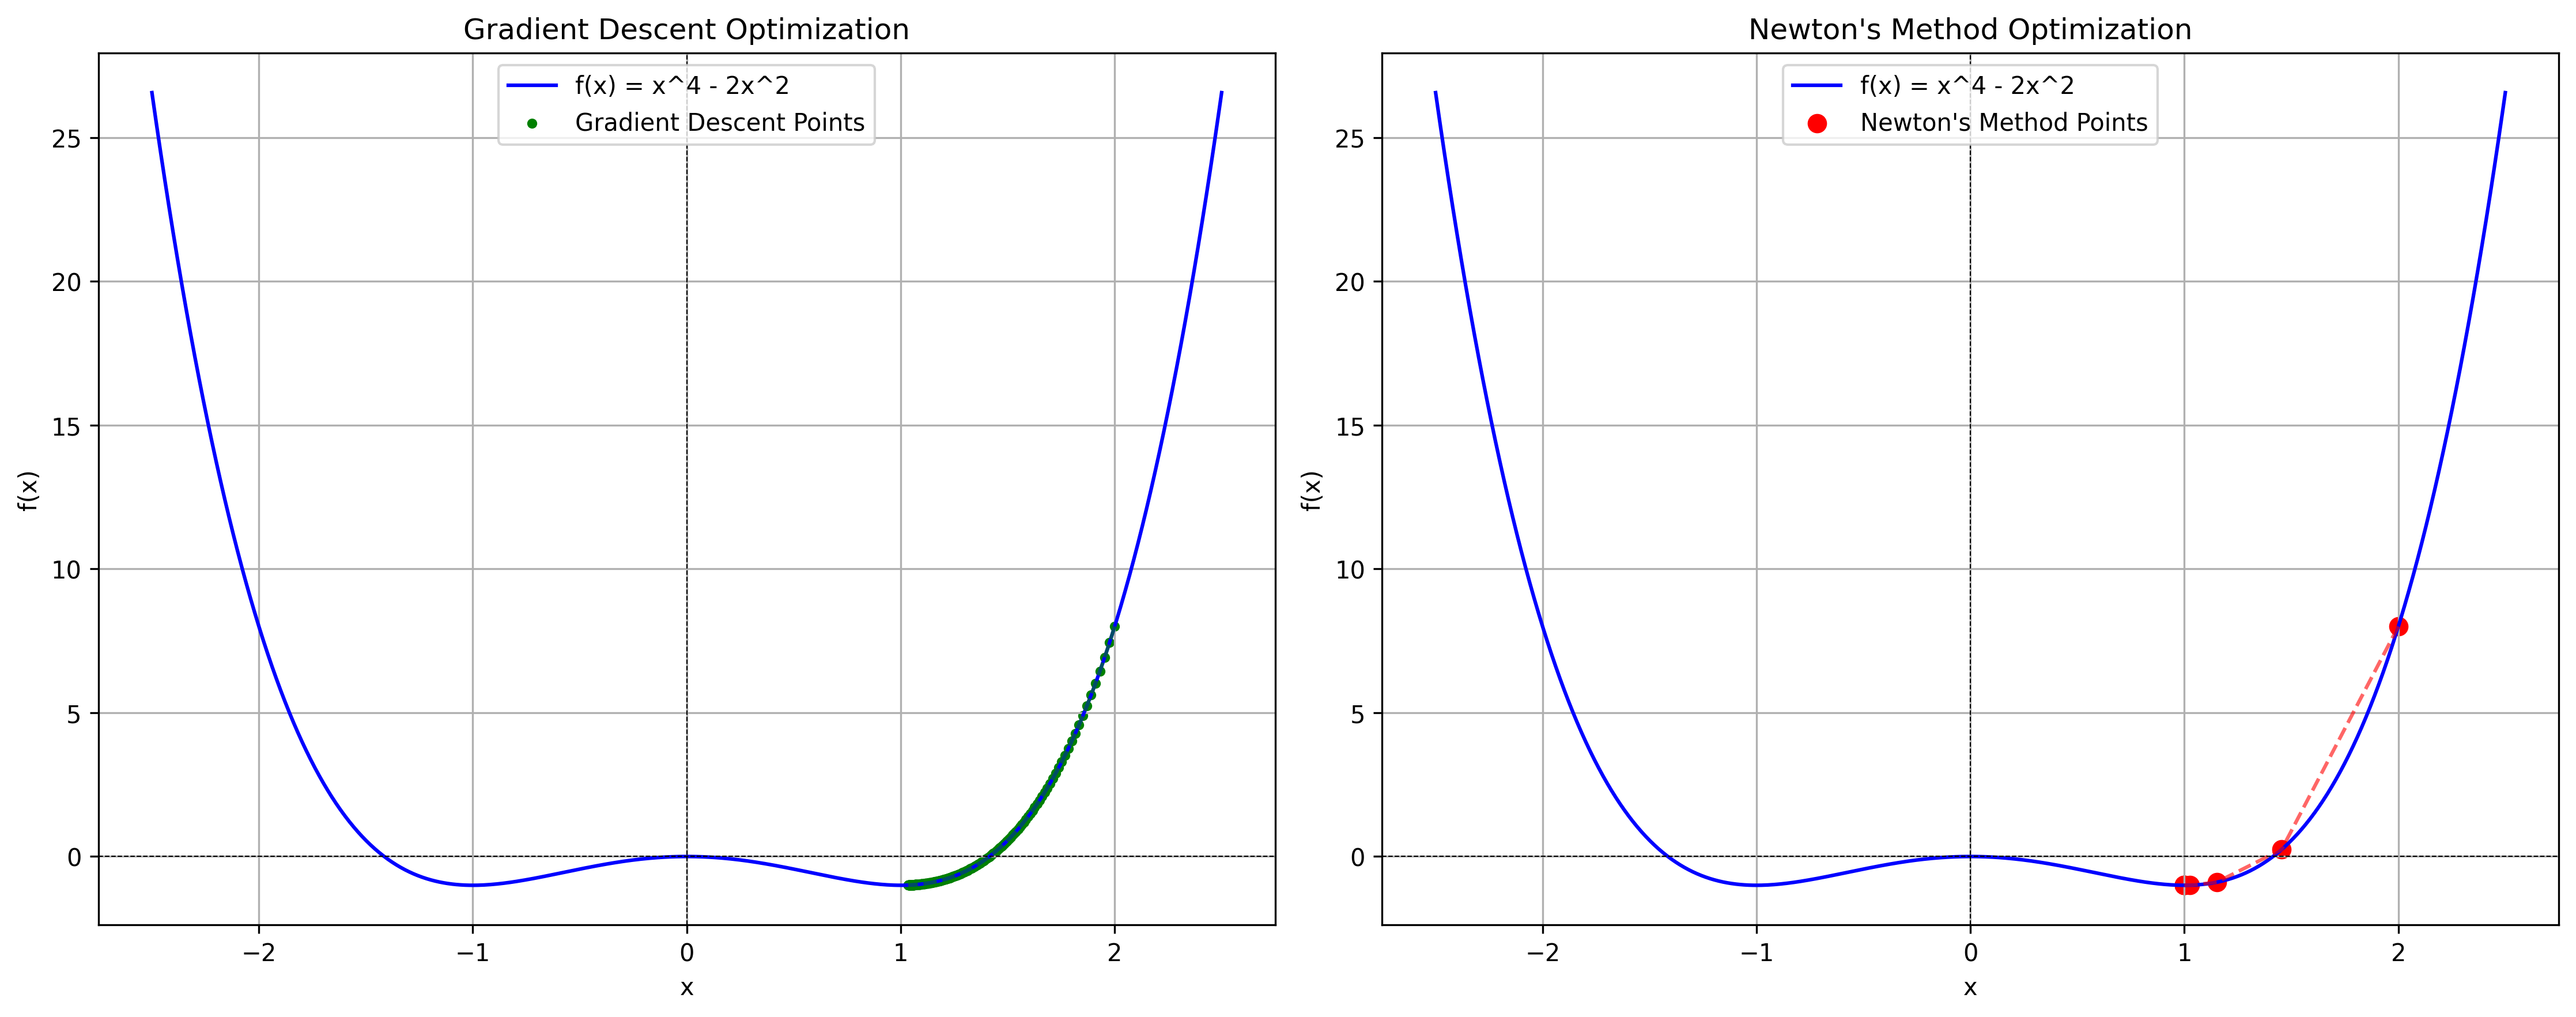 Gradient Descent Optimization
f(x) = x^4 - 2x^2
Gradient Descent Points
25
20
15
10
5
0
f(x)
−2
−1
0
1
2
x
Newton's Method Optimization
f(x) = x^4 - 2x^2
Newton's Method Points
25
20
15
10
5
0
f(x)
−2
−1
0
1
2
x